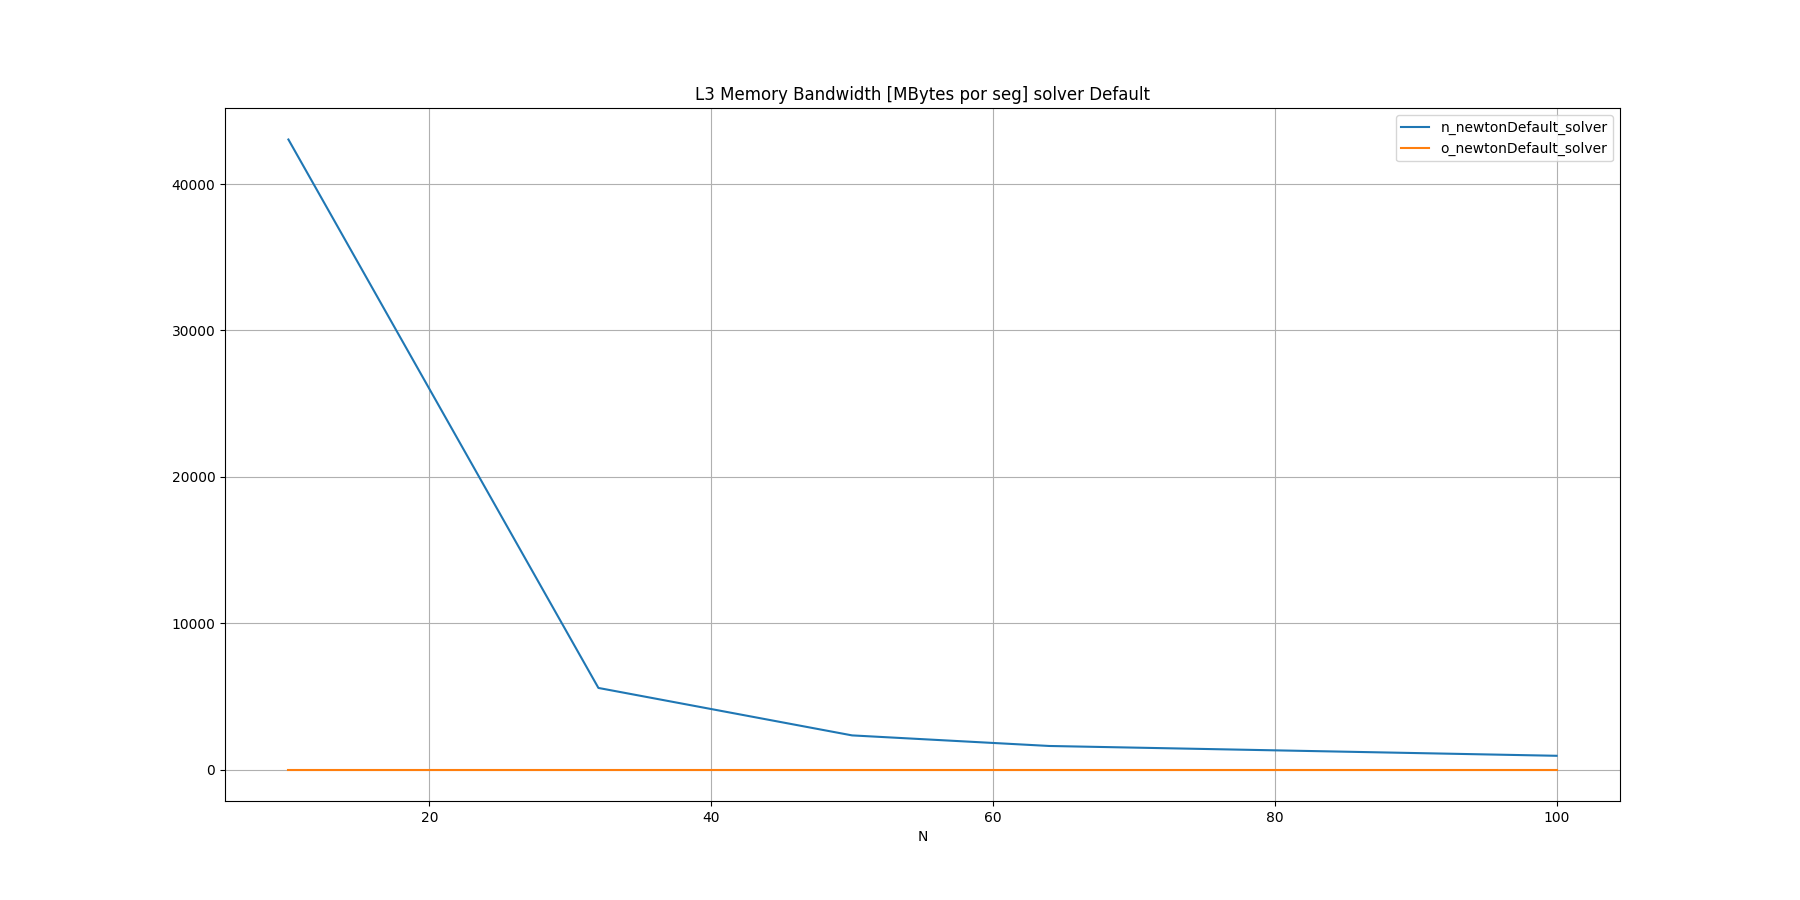 L3 Memory Bandwidth [MBytes por seg] solver Default
n_newtonDefault_solver
o_newtonDefault_solver
40000
30000
20000
10000
0
20 40 60 80 100
N